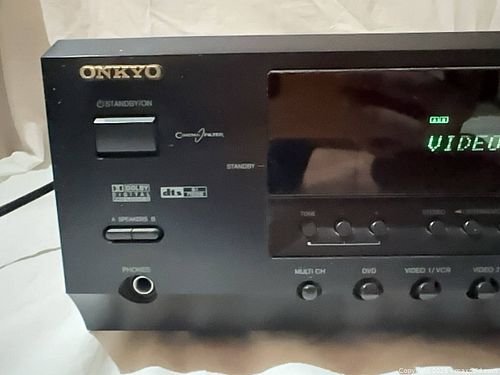 ONKYO
STANDBY/ON
CINEMA FILTER
STANDBY
VIDEO
DOLBY
DIGITAL
dts
A SPEAKERS B
TONE
- +
STEREO
PHONES
MULTI CH
DVD
VIDEO 1/VCR
VIDEO